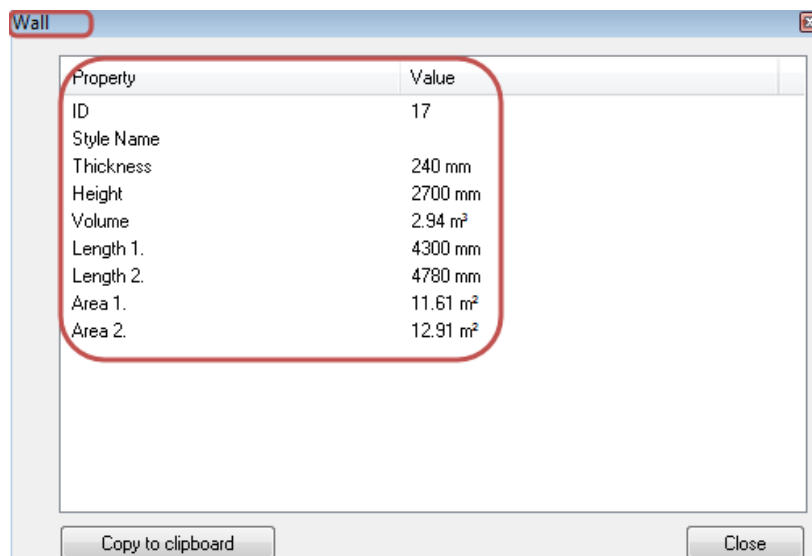 Wall
Property Value
ID 17
Style Name
Thickness 240 mm
Height 2700 mm
Volume 2.94 m³
Length 1. 4300 mm
Length 2. 4780 mm
Area 1. 11.61 m²
Area 2. 12.91 m²
Copy to clipboard Close